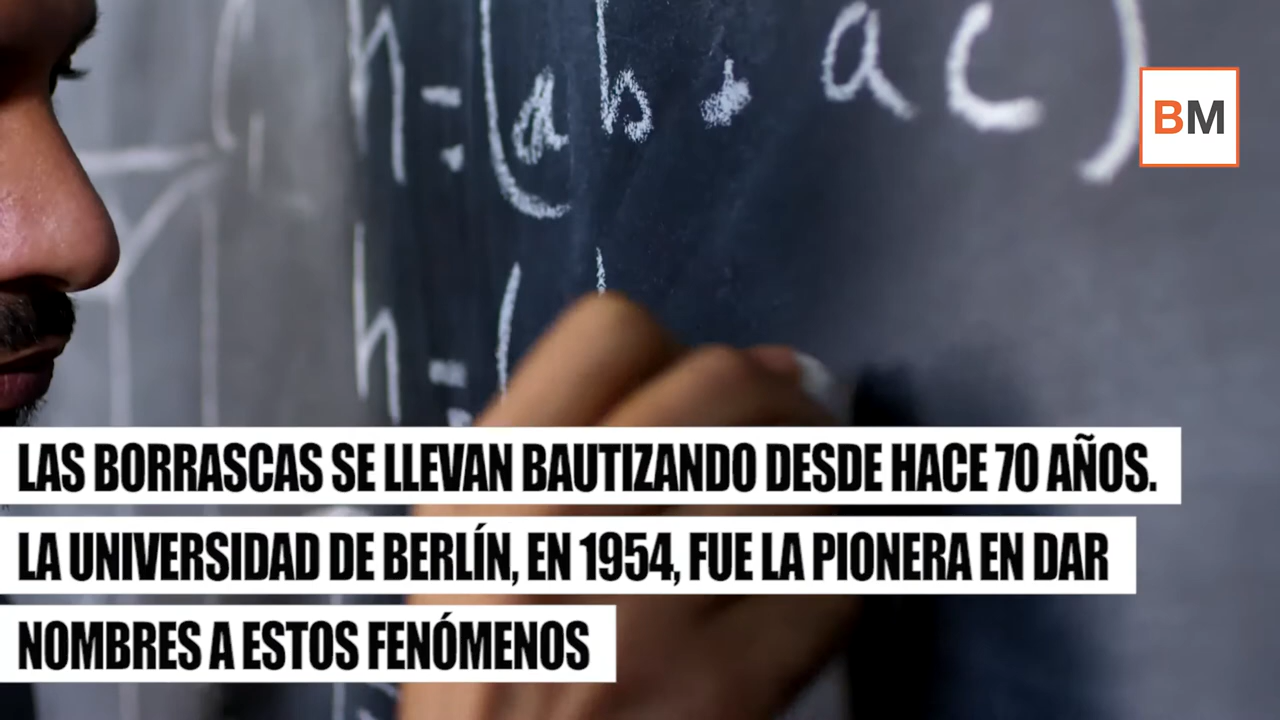 h = (a b . a c )
BM
h = (
LAS BORRASCAS SE LLEVAN BAUTIZANDO DESDE HACE 70 AÑOS.
LA UNIVERSIDAD DE BERLÍN, EN 1954, FUE LA PIONERA EN DAR
NOMBRES A ESTOS FENÓMENOS